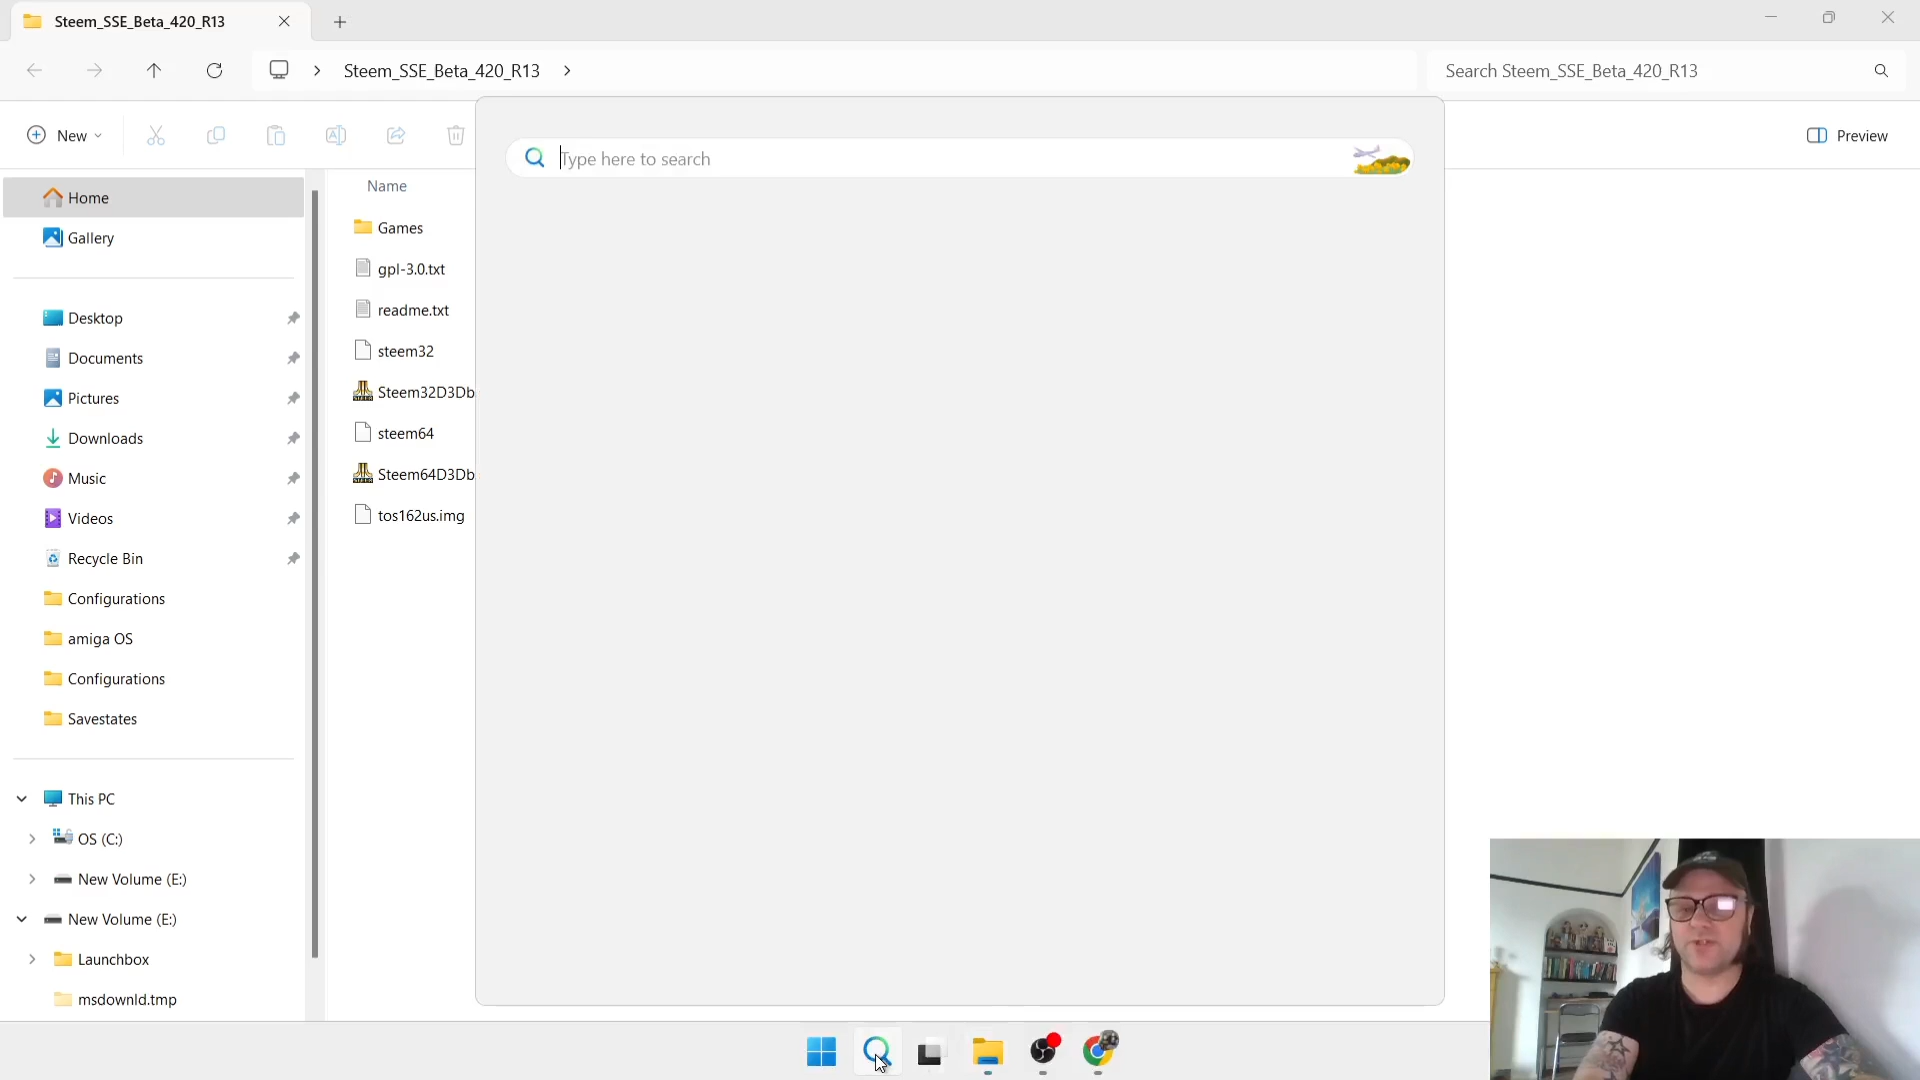 Steem_SSE_Beta_420_R13
Steem_SSE_Beta_420_R13
Search Steem_SSE_Beta_420_R13
New
Preview
Type here to search
Home
Gallery
Desktop
Documents
Pictures
Downloads
Music
Videos
Recycle Bin
Configurations
amiga OS
Configurations
Savestates
This PC
OS (C:)
New Volume (E:)
New Volume (E:)
Launchbox
msdownld.tmp
Name
Games
gpl-3.0.txt
readme.txt
steem32
Steem32D3Db
steem64
Steem64D3Db
tos162us.img